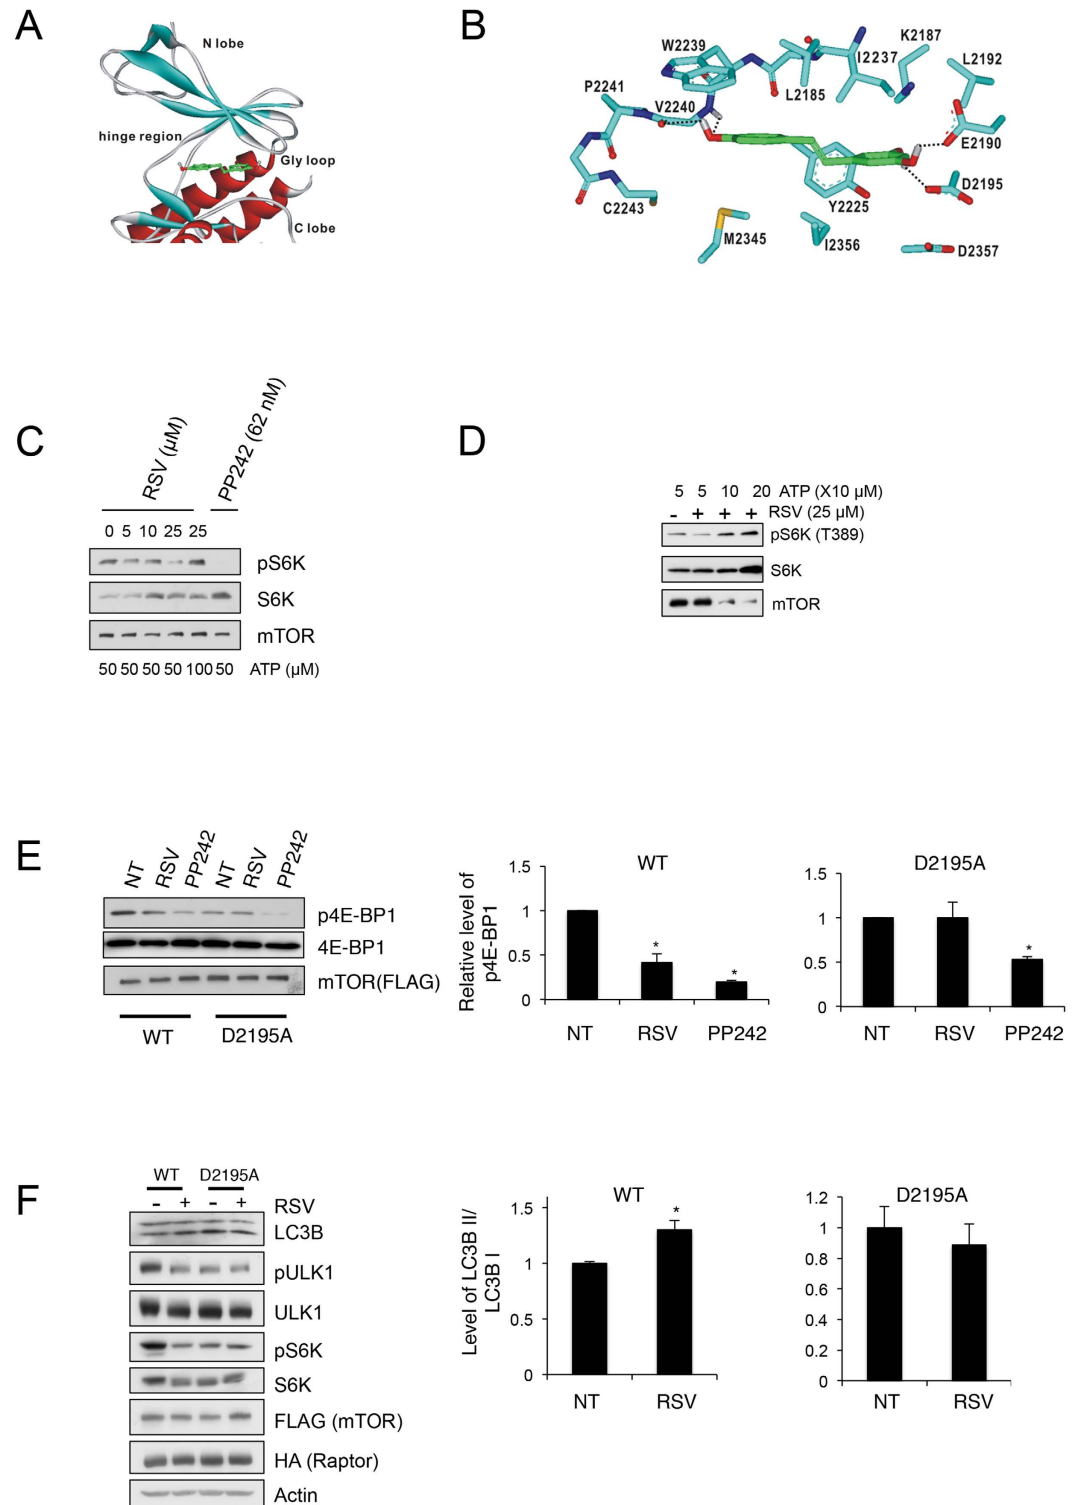 A
N lobe
hinge region
Gly loop
C lobe
B
W2239
K2187
I2237
L2192
P2241
L2185
V2240
E2190
D2195
C2243
Y2225
M2345
I2356
D2357
C
RSV (µM)
PP242 (62 nM)
0 5 10 25 25
pS6K
S6K
mTOR
50 50 50 50 100 50 ATP (µM)
D
5 5 10 20 ATP (X10 µM)
- + + + RSV (25 µM)
pS6K (T389)
S6K
mTOR
E
NT RSV PP242 NT RSV PP242
p4E-BP1
4E-BP1
mTOR(FLAG)
WT D2195A
WT
Relative level of
p4E-BP1
1.5
1
0.5
0
*
*
NT RSV PP242
D2195A
1.5
1
0.5
0
*
NT RSV PP242
F
WT D2195A
- + - + RSV
LC3B
pULK1
ULK1
pS6K
S6K
FLAG (mTOR)
HA (Raptor)
Actin
WT
Level of LC3B II/
LC3B I
1.5
1
0.5
0
*
NT RSV
D2195A
1.2
1
0.8
0.6
0.4
0.2
0
NT RSV